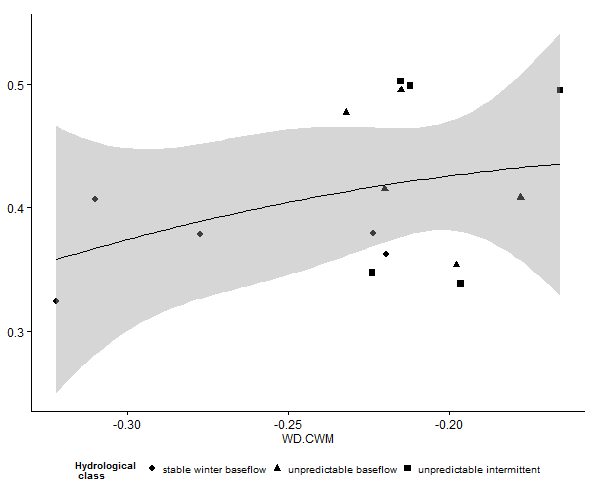 0.5
0.4
0.3
-0.30 -0.25 -0.20
WD.CWM
Hydrological
class
stable winter baseflow unpredictable baseflow unpredictable intermittent